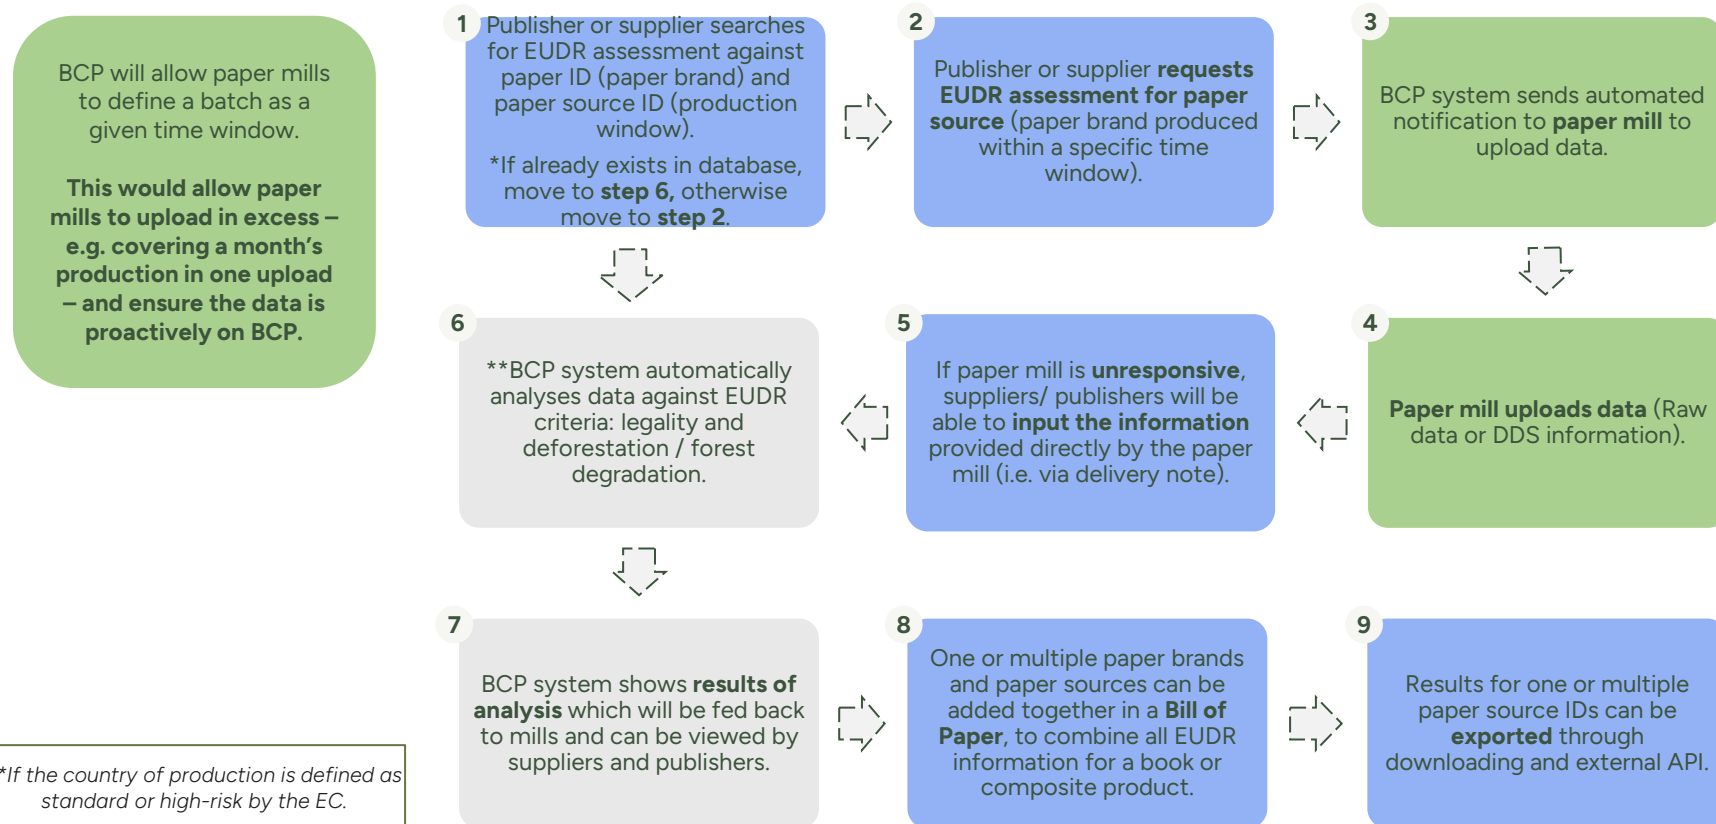 BCP will allow paper mills
to define a batch as a
given time window.
This would allow paper
mills to upload in excess –
e.g. covering a month's
production in one upload
– and ensure the data is
proactively on BCP.
1
Publisher or supplier searches
for EUDR assessment against
paper ID (paper brand) and
paper source ID (production
window).
*If already exists in database,
move to step 6, otherwise
move to step 2.
2
Publisher or supplier requests
EUDR assessment for paper
source (paper brand produced
within a specific time
window).
3
BCP system sends automated
notification to paper mill to
upload data.
4
Paper mill uploads data (Raw
data or DDS information).
5
If paper mill is unresponsive,
suppliers/ publishers will be
able to input the information
provided directly by the paper
mill (i.e. via delivery note).
6
**BCP system automatically
analyses data against EUDR
criteria: legality and
deforestation / forest
degradation.
7
BCP system shows results of
analysis which will be fed back
to mills and can be viewed by
suppliers and publishers.
8
One or multiple paper brands
and paper sources can be
added together in a Bill of
Paper, to combine all EUDR
information for a book or
composite product.
9
Results for one or multiple
paper source IDs can be
exported through
downloading and external API.
*If the country of production is defined as
standard or high-risk by the EC.